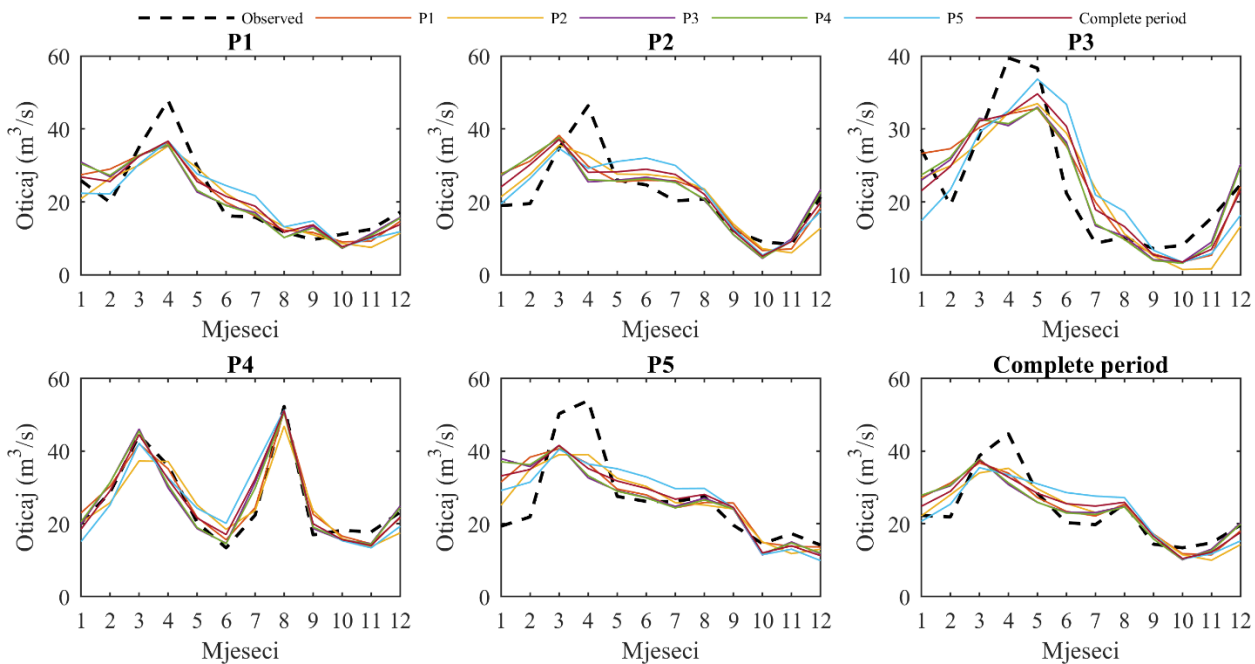 Observed P1 P2 P3 P4 P5 Complete period
P1
P2
P3
60
40
20
0
Oticaj (m³/s)
1 2 3 4 5 6 7 8 9 10 11 12
Mjeseci
60
40
20
0
Oticaj (m³/s)
1 2 3 4 5 6 7 8 9 10 11 12
Mjeseci
40
30
20
10
Oticaj (m³/s)
1 2 3 4 5 6 7 8 9 10 11 12
Mjeseci
P4
P5
Complete period
60
40
20
0
Oticaj (m³/s)
1 2 3 4 5 6 7 8 9 10 11 12
Mjeseci
60
40
20
0
Oticaj (m³/s)
1 2 3 4 5 6 7 8 9 10 11 12
Mjeseci
60
40
20
0
Oticaj (m³/s)
1 2 3 4 5 6 7 8 9 10 11 12
Mjeseci